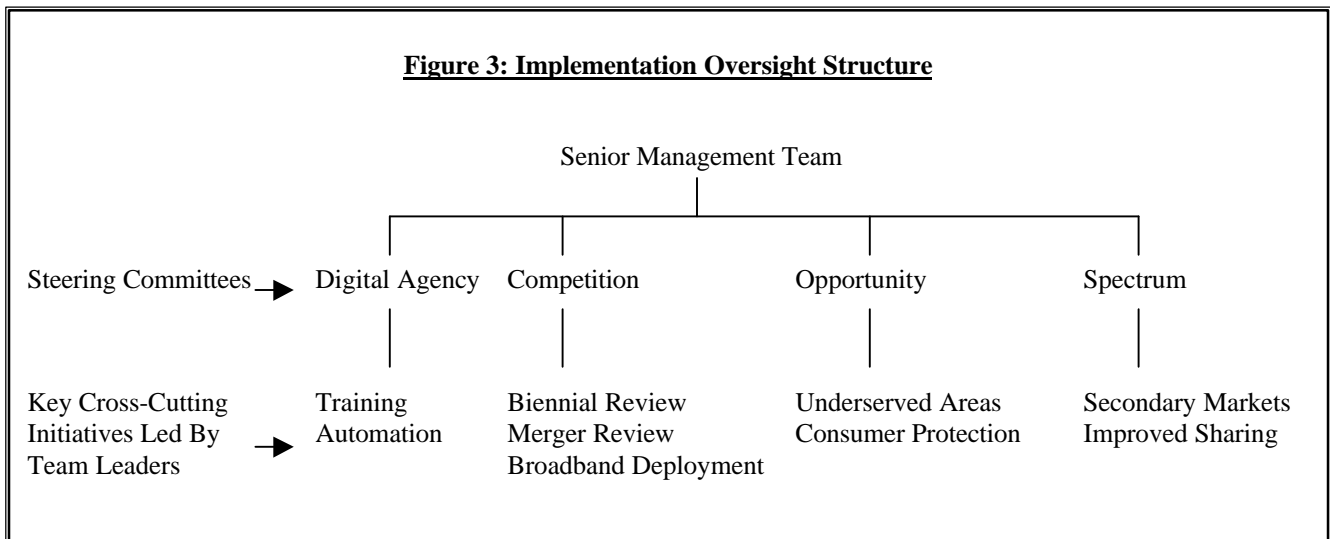 Figure 3: Implementation Oversight Structure
Senior Management Team
Steering Committees
Digital Agency
Competition
Opportunity
Spectrum
Key Cross-Cutting
Initiatives Led By
Team Leaders
Training
Automation
Biennial Review
Merger Review
Broadband Deployment
Underserved Areas
Consumer Protection
Secondary Markets
Improved Sharing